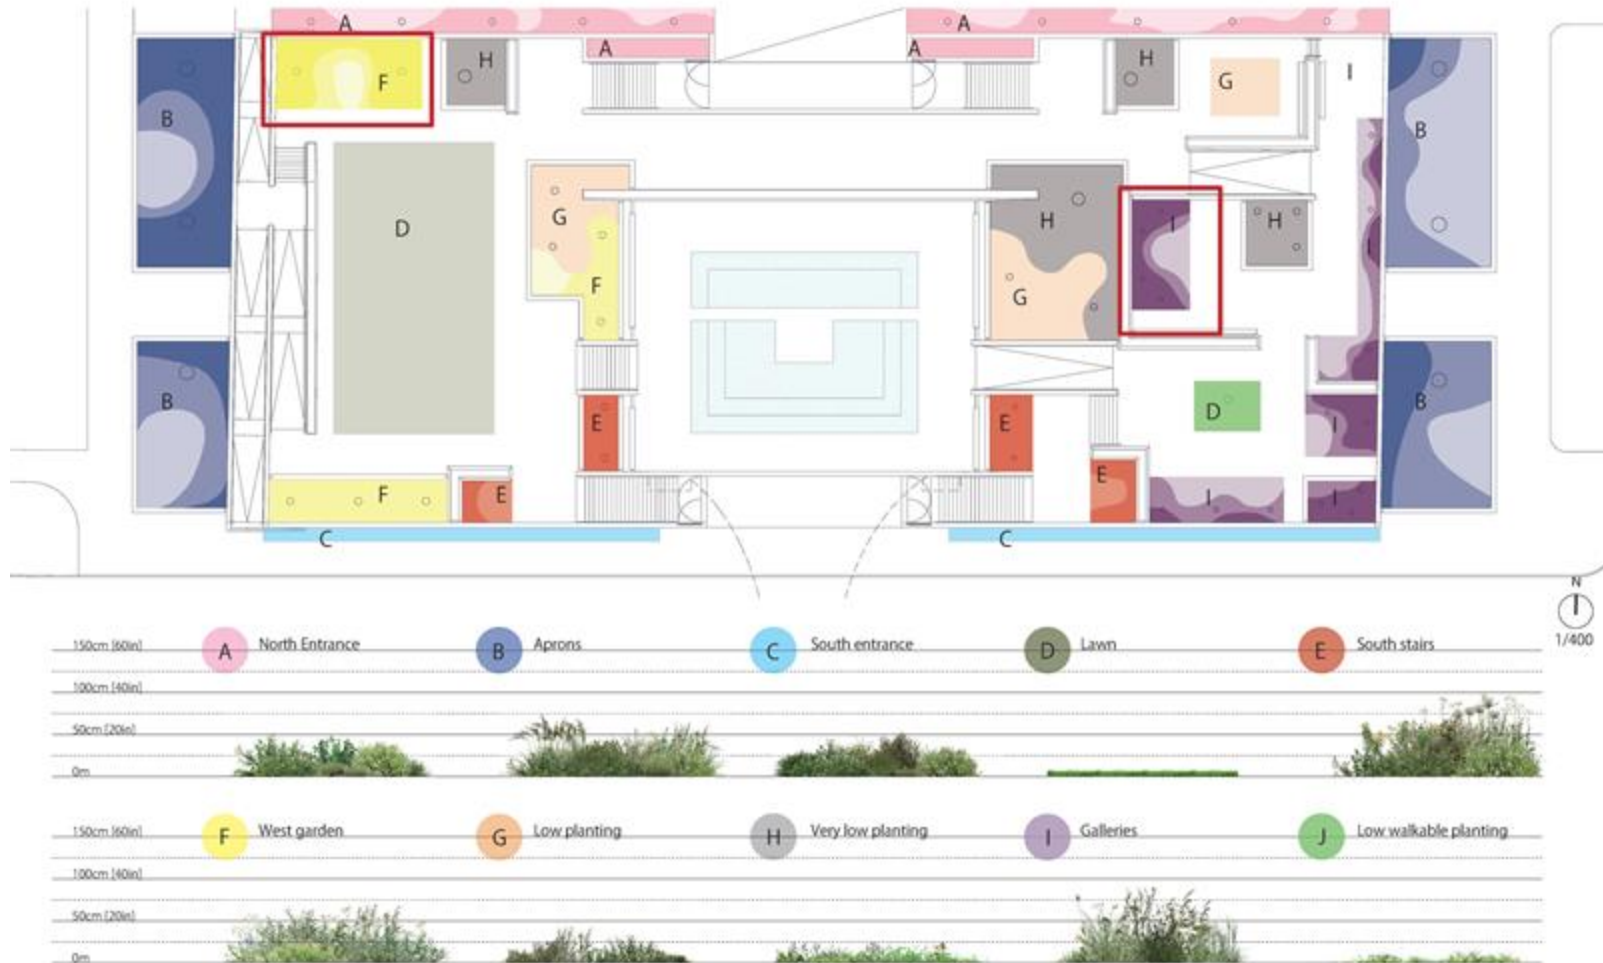 A
A
A
A
F
H
H
G
I
B
B
D
G
H
I
H
I
F
G
B
B
E
E
D
I
F
E
E
I
I
C
C
N
1/400
150cm [60in]
A North Entrance
B Aprons
C South entrance
D Lawn
E South stairs
100cm [40in]
50cm [20in]
0m
150cm [60in]
F West garden
G Low planting
H Very low planting
I Galleries
J Low walkable planting
100cm [40in]
50cm [20in]
0m